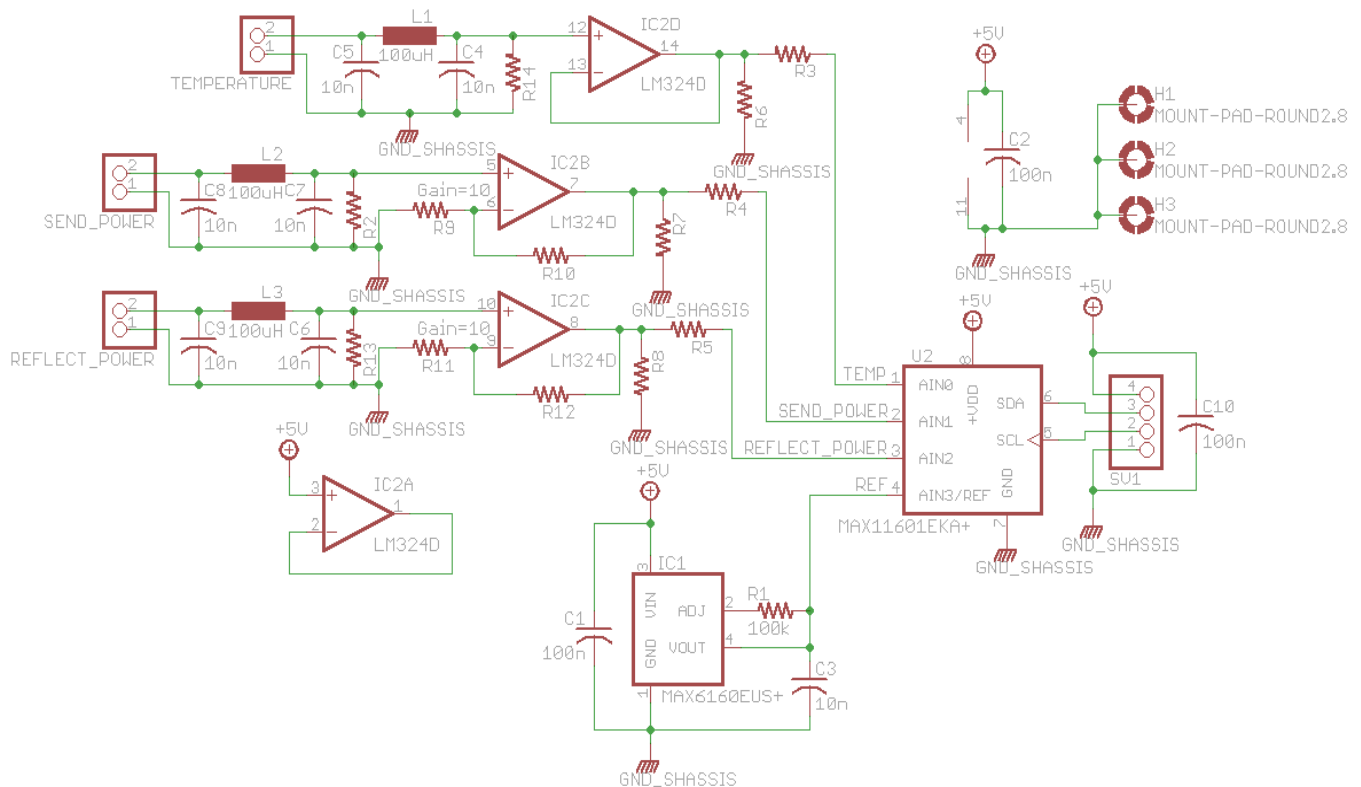 2
1
TEMPERATURE
L1
100uH
C5
10n
C4
10n
R14
GND_SHASSIS
12
13
14
IC2D
LM324D
R3
R6
GND_SHASSIS
2
1
SEND_POWER
L2
100uH
C8
10n
C7
10n
R2
GND_SHASSIS
Gain=10
R9
5
6
7
IC2B
LM324D
R10
R4
R7
GND_SHASSIS
2
1
REFLECT_POWER
L3
100uH
C9
10n
C6
10n
R13
GND_SHASSIS
Gain=10
R11
10
9
8
IC2C
LM324D
R12
R5
R8
GND_SHASSIS
+5V
4
11
C2
100n
GND_SHASSIS
H1
MOUNT-PAD-ROUND2.8
H2
MOUNT-PAD-ROUND2.8
H3
MOUNT-PAD-ROUND2.8
+5V
3
2
1
IC2A
LM324D
+5V
U2
8
TEMP
1
AIN0
SEND_POWER
2
AIN1
REFLECT_POWER
3
AIN2
REF
4
AIN3/REF
+VDD
SDA
6
SCL
5
GND
7
MAX11601EKA+
GND_SHASSIS
+5V
4
3
2
1
SV1
C10
100n
GND_SHASSIS
+5V
IC1
3
VIN
ADJ
2
R1
100k
VOUT
4
GND
1
MAX6160EUS+
C1
100n
C3
10n
GND_SHASSIS